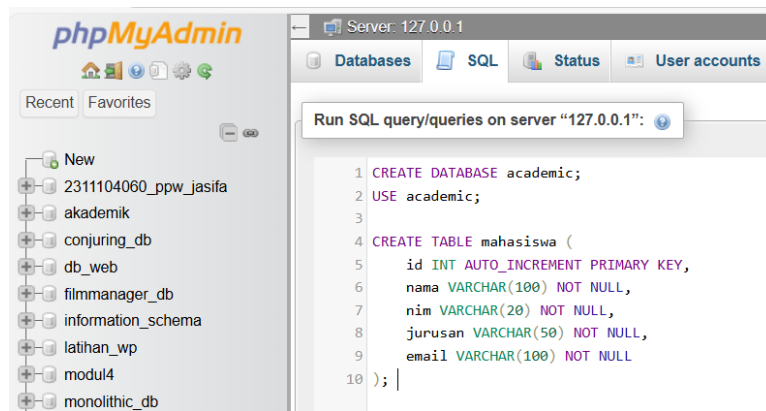 phpMyAdmin
Recent Favorites
New
2311104060_ppw_jasifa
akademik
conjuring_db
db_web
filmmanager_db
information_schema
latihan_wp
modul4
monolithic_db
Server: 127.0.0.1
Databases SQL Status User accounts
Run SQL query/queries on server “127.0.0.1”:
1 CREATE DATABASE academic;
2 USE academic;
3
4 CREATE TABLE mahasiswa (
5 id INT AUTO_INCREMENT PRIMARY KEY,
6 nama VARCHAR(100) NOT NULL,
7 nim VARCHAR(20) NOT NULL,
8 jurusan VARCHAR(50) NOT NULL,
9 email VARCHAR(100) NOT NULL
10 );